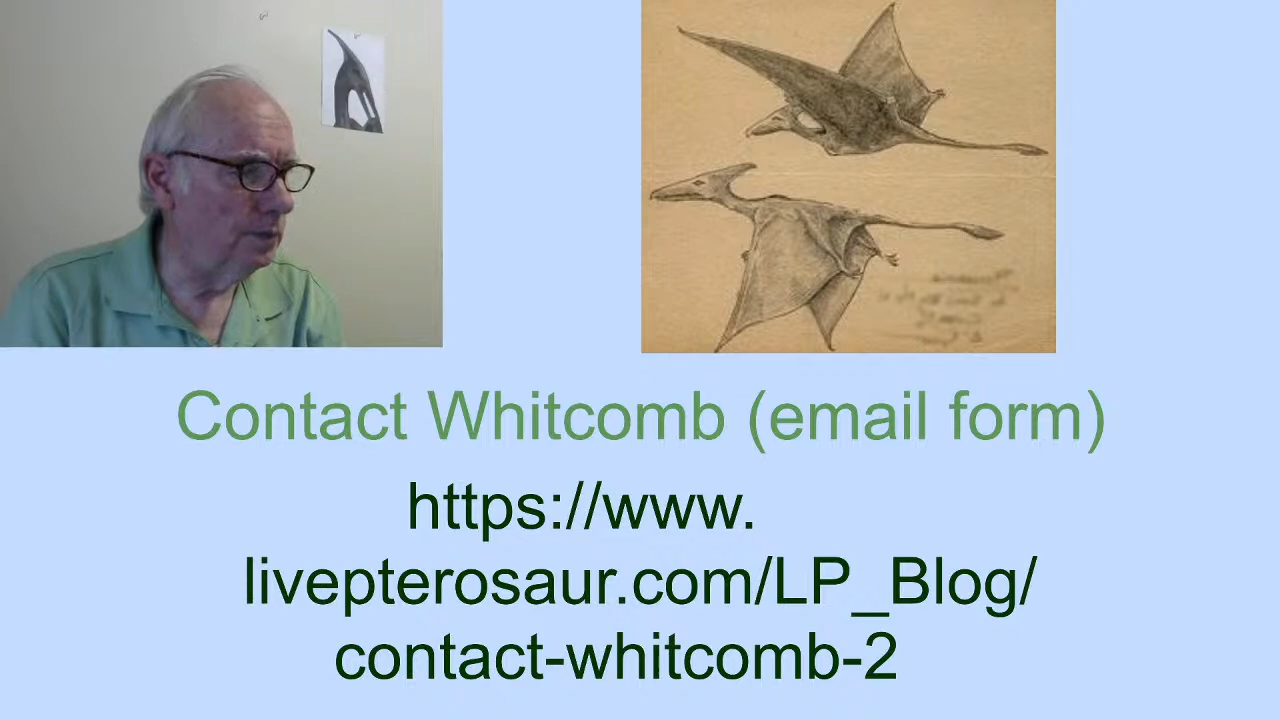 Contact Whitcomb (email form)
https://www.
livepterosaur.com/LP_Blog/
contact-whitcomb-2